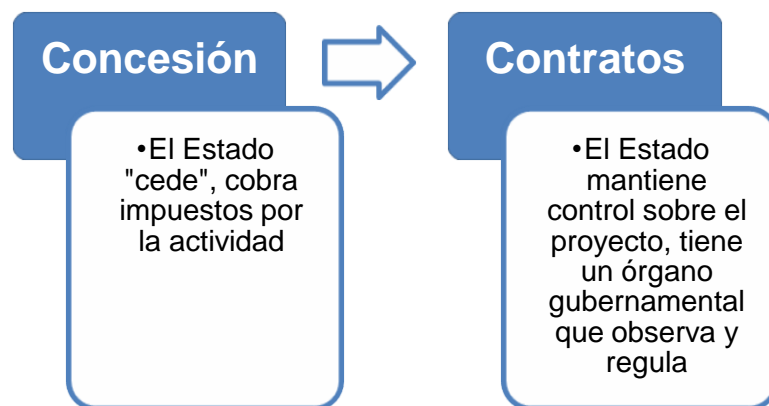 Concesión
•El Estado
"cede", cobra
impuestos por
la actividad
Contratos
•El Estado
mantiene
control sobre el
proyecto, tiene
un órgano
gubernamental
que observa y
regula